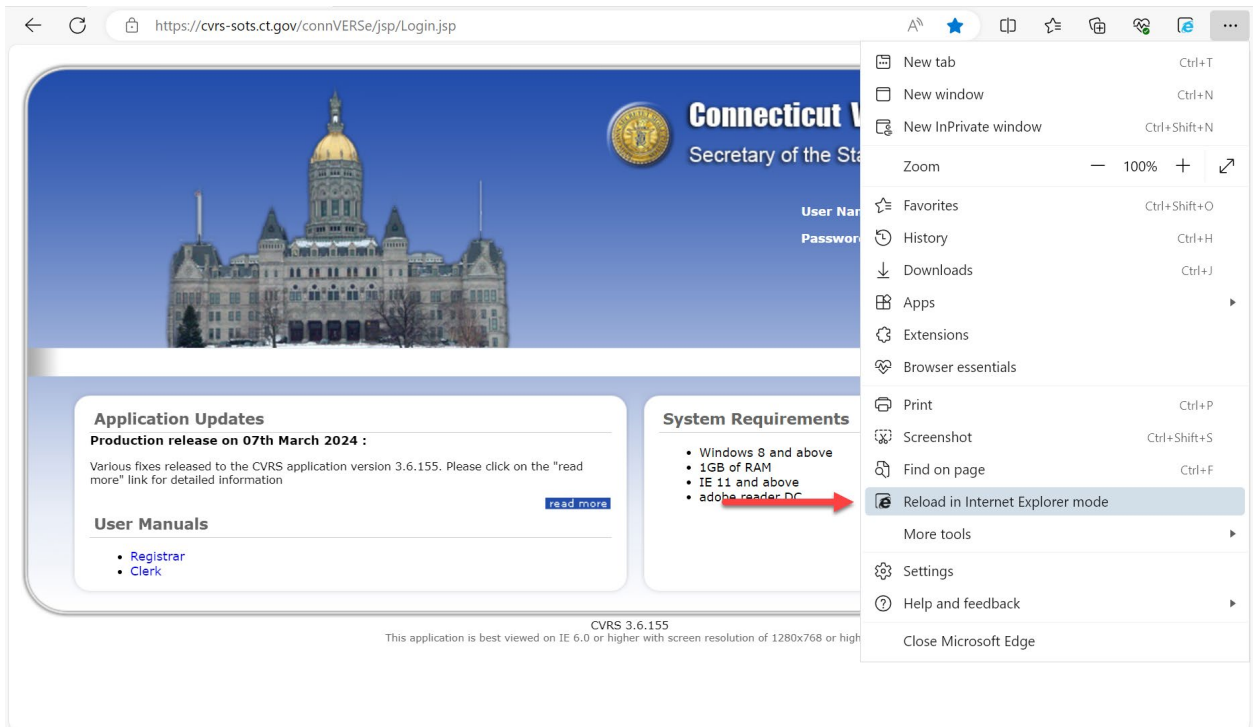 https://cvrs-sots.ct.gov/connVERSe/jsp/Login.jsp
Connecticut
Secretary of the
User
Application Updates
Production release on 07th March 2024 :
Various fixes released to the CVRS application version 3.6.155. Please click on the "read
more" link for detailed information
read more
User Manuals
Registrar
Clerk
System Requirements
Windows 8 and above
1GB of RAM
IE 11 and above
adobe reader DC
CVRS 3.6.155
This application is best viewed on IE 6.0 or higher with screen resolution of 1280x768 or
New tab Ctrl+T
New window Ctrl+N
New InPrivate window Ctrl+Shift+N
Zoom 100%
Favorites Ctrl+Shift+O
History Ctrl+H
Downloads Ctrl+J
Apps
Extensions
Browser essentials
Print Ctrl+P
Screenshot Ctrl+Shift+S
Find on page Ctrl+F
Reload in Internet Explorer mode
More tools
Settings
Help and feedback
Close Microsoft Edge